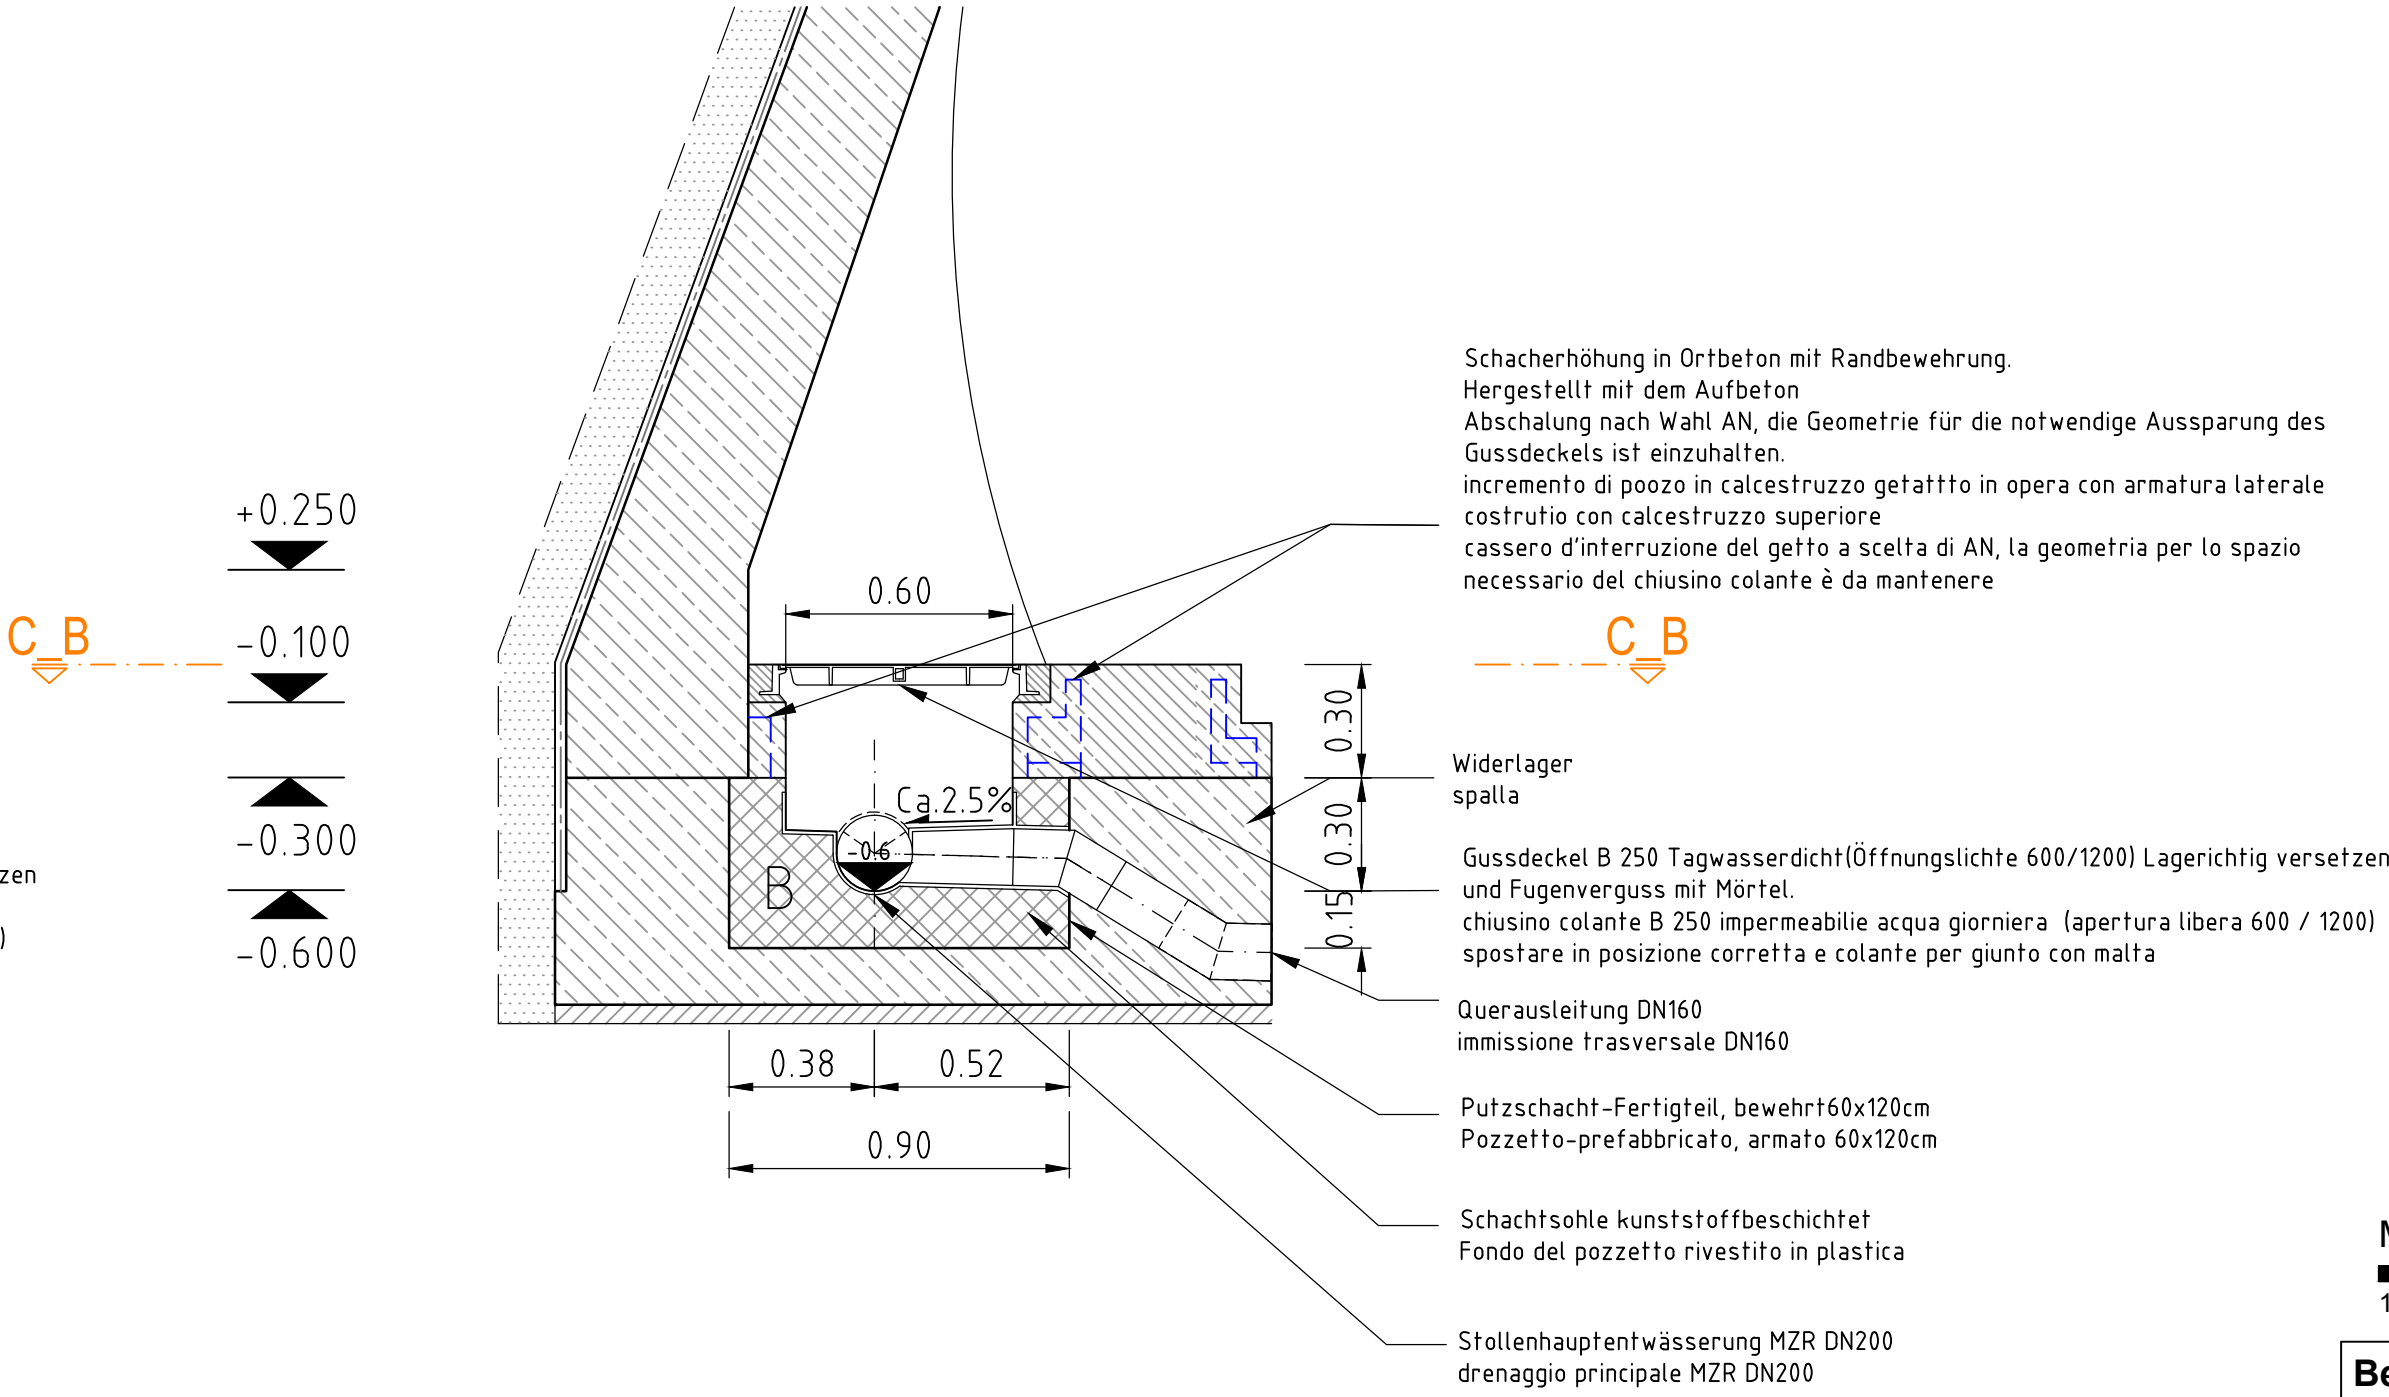 Schacherhöhung in Ortbeton mit Randbewehrung.
Hergestellt mit dem Aufbeton
Abschalung nach Wahl AN, die Geometrie für die notwendige Aussparung des
Gussdeckels ist einzuhalten.
incremento di poozo in calcestruzzo getattto in opera con armatura laterale
costrutio con calcestruzzo superiore
cassero d'interruzione del getto a scelta di AN, la geometria per lo spazio
necessario del chiusino colante è da mantenere
+0.250
C_B
-0.100
-0.300
-0.600
zen
)
0.60
C_B
0.30
0.30
0.15
Ca.2.5%
-0.6
B
0.38
0.52
0.90
Widerlager
spalla
Gussdeckel B 250 Tagwasserdicht(Öffnungslichte 600/1200) Lagerichtig versetzen
und Fugenverguss mit Mörtel.
chiusino colante B 250 impermeabilie acqua giorniera (apertura libera 600 / 1200)
spostare in posizione corretta e colante per giunto con malta
Querausleitung DN160
immissione trasversale DN160
Putzschacht-Fertigteil, bewehrt60x120cm
Pozzetto-prefabbricato, armato 60x120cm
Schachtsohle kunststoffbeschichtet
Fondo del pozzetto rivestito in plastica
Stollenhauptentwässerung MZR DN200
drenaggio principale MZR DN200
1
Be